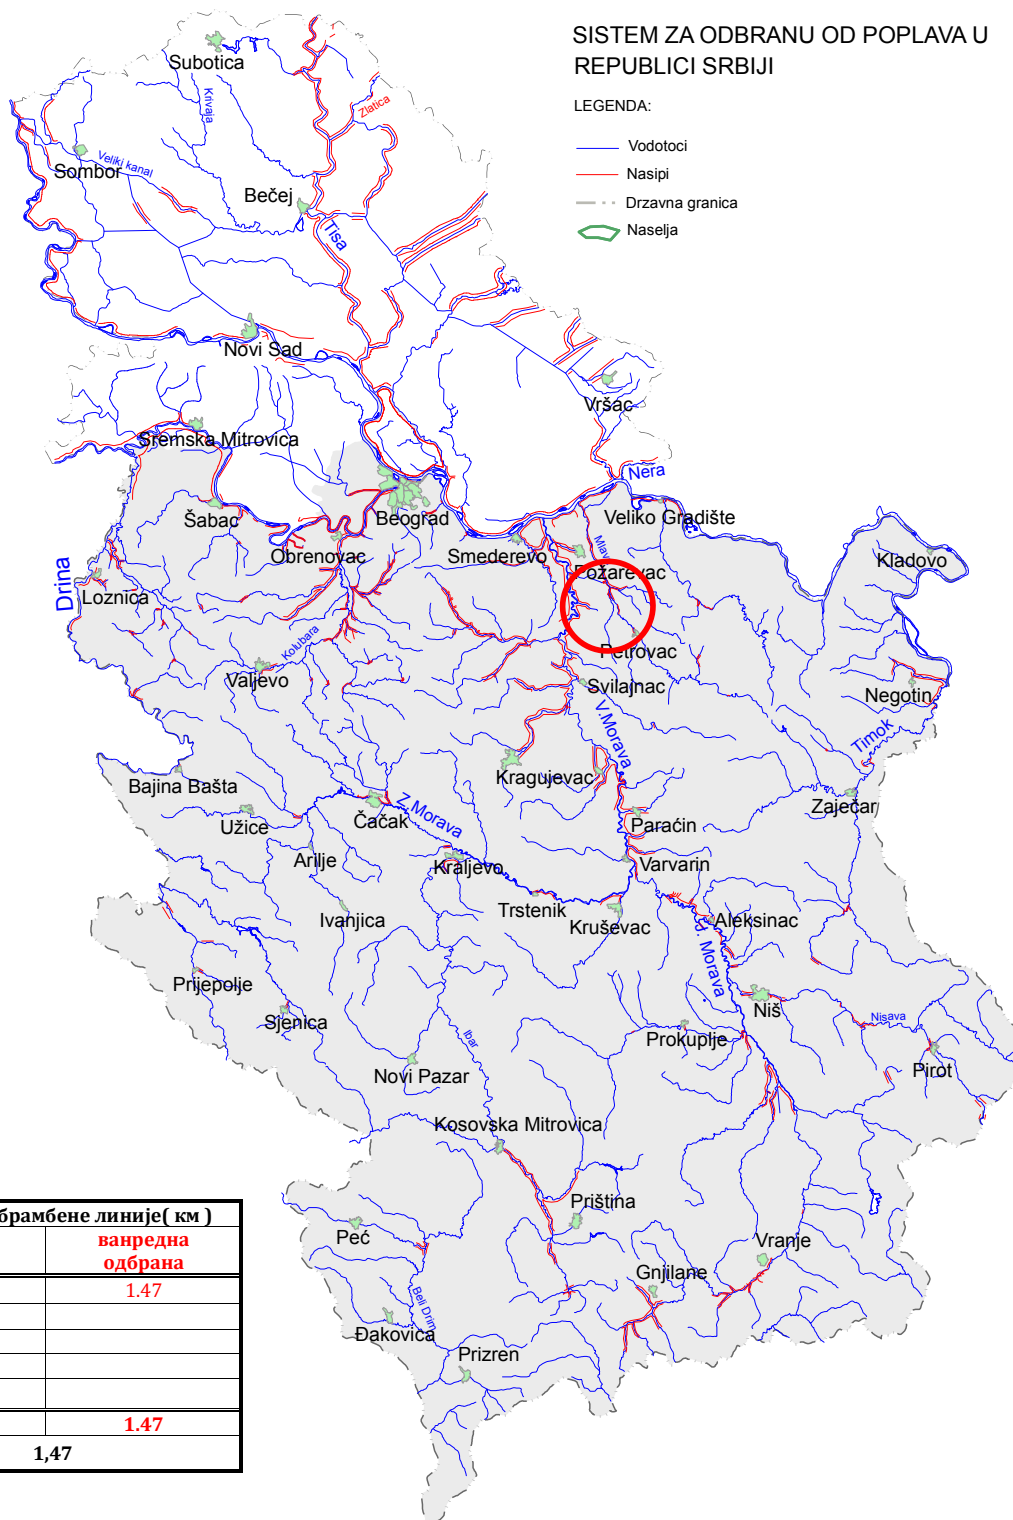 SISTEM ZA ODBRANU OD POPLAVA U
REPUBLICI SRBIJI
LEGENDA:
Vodotoci
Nasipi
Drzavna granica
Naselja
Subotica
Krivaja
Zlatica
Sombor
Veliki kanal
Bečej
Tisa
Novi Sad
Vršac
Sremska Mitrovica
Nera
Šabac
Beograd
Veliko Gradište
Obrenovac
Smederevo
Kladovo
Drina
Požarevac
Loznica
Kolubara
Petrovac
Valjevo
Svilajnac
Negotin
V.Morava
Timok
Kragujevac
Bajina Bašta
Čačak
Z.Morava
Zaječar
Užice
Paraćin
Arilje
Kraljevo
Varvarin
Trstenik
Ivanjica
Kruševac
Aleksinac
J. Morava
Prijepolje
Niš
Sjenica
Nisava
Ibar
Prokuplje
Pirot
Novi Pazar
Kosovska Mitrovica
Priština
Peć
Vranje
Gnjilane
Beli Drim
Đakovica
Prizren
брамбене линије( км )
ванредна
одбрана
1.47
1.47
1,47